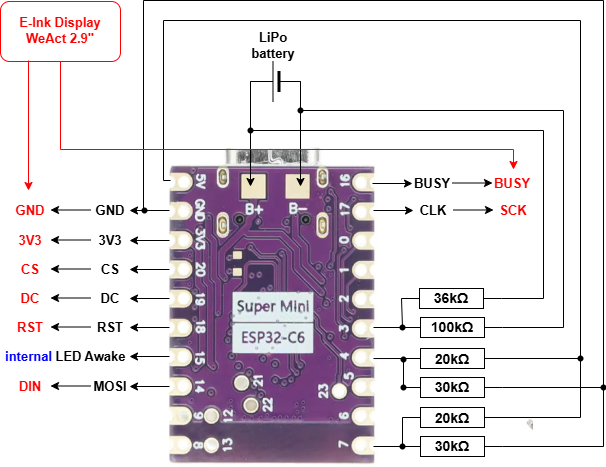 E-Ink Display
WeAct 2.9"
LiPo
battery
5V
B+
B-
16
BUSY
BUSY
GND
GND
GND
17
CLK
SCK
3V3
3V3
3V3
0
CS
CS
20
1
DC
DC
19
2
36kΩ
RST
RST
18
Super Mini
ESP32-C6
3
100kΩ
internal LED Awake
15
4
20kΩ
DIN
MOSI
14
21
22
23
5
30kΩ
9
12
6
20kΩ
8
13
7
30kΩ